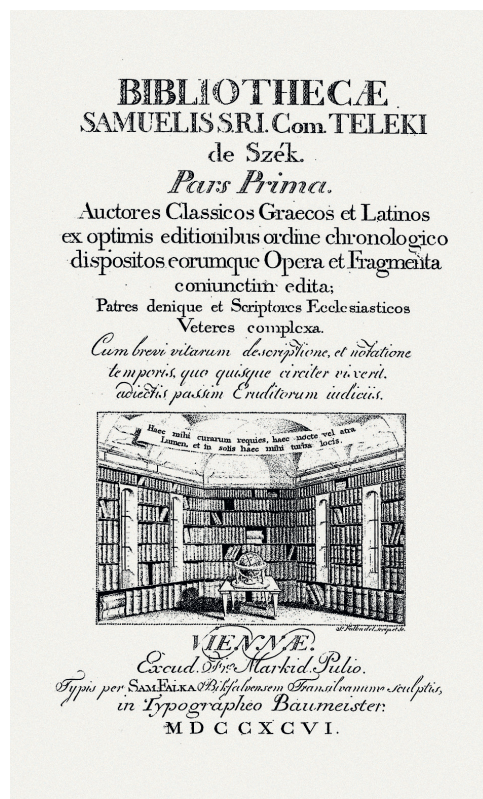 BIBLIOTHECÆ
SAMUELIS S.R.I. Com. TELEKI
de Szék.
Pars Prima.
Auctores Classicos Graecos et Latinos
ex optimis editionibus ordine chronologico
dispositos eorumque Opera et Fragmenta
coniunctim edita;
Patres denique et Scriptores Ecclesiasticos
Veteres complexa.
Cum brevi vitarum descriptione, et notatione
temporis, quo quisque circiter vixerit.
adiectis passim Eruditorum iudiciis.
Haec mihi curarum requies, haec nocte vel atra
Lumen, et in solis haec mihi turba locis.
VIENNÆ.
Excud. Fr. Markid. Pulio.
Typis per SAM. FALKA Bikfalvensem Transilvanum sculptis,
in Typographeo Baumeister.
MDCCXCVI.